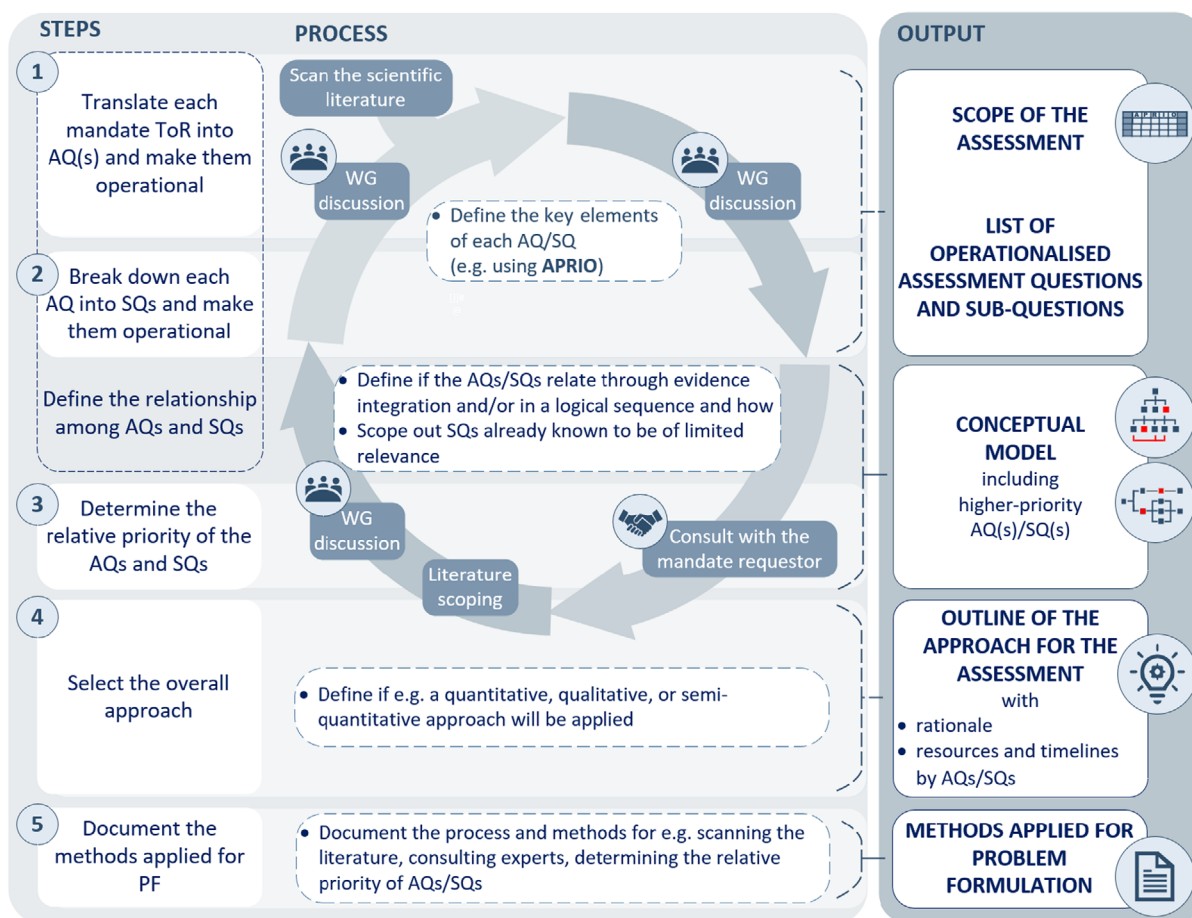 STEPS
PROCESS
OUTPUT
1
Translate each
mandate ToR into
AQ(s) and make them
operational
2
Break down each
AQ into SQs and make
them operational
Define the relationship
among AQs and SQs
3
Determine the
relative priority of the
AQs and SQs
4
Select the overall
approach
5
Document the
methods applied for
PF
Scan the scientific
literature
WG
discussion
WG
discussion
• Define the key elements
of each AQ/SQ
(e.g. using APRIO)
• Define if the AQs/SQs relate through evidence
integration and/or in a logical sequence and how
• Scope out SQs already known to be of limited
relevance
WG
discussion
Literature
scoping
Consult with the
mandate requestor
• Define if e.g. a quantitative, qualitative, or semi-
quantitative approach will be applied
• Document the process and methods for e.g. scanning the
literature, consulting experts, determining the relative
priority of AQs/SQs
SCOPE OF THE
ASSESSMENT
A P R I O
LIST OF
OPERATIONALISED
ASSESSMENT QUESTIONS
AND SUB-QUESTIONS
CONCEPTUAL
MODEL
including
higher-priority
AQ(s)/SQ(s)
OUTLINE OF THE
APPROACH FOR THE
ASSESSMENT
with
• rationale
• resources and timelines
by AQs/SQs
METHODS APPLIED FOR
PROBLEM
FORMULATION